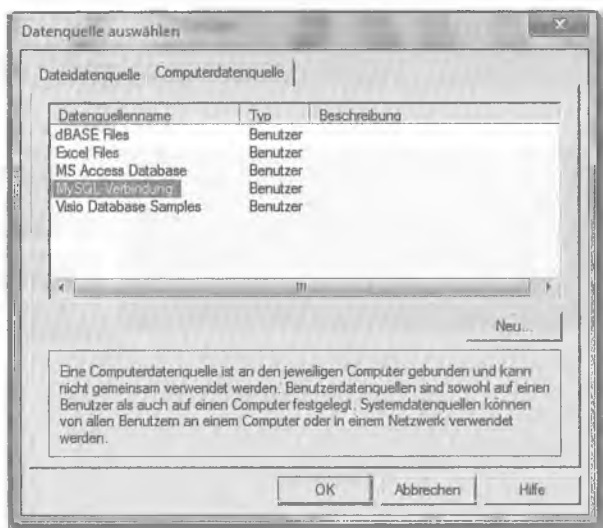 Datenquelle auswählen
Dateidatenquelle Computerdatenquelle
Datenquellenname Typ Beschreibung
dBASE Files Benutzer
Excel Files Benutzer
MS Access Database Benutzer
MySQL-Verbindung Benutzer
Visio Database Samples Benutzer
Neu...
Eine Computerdatenquelle ist an den jeweiligen Computer gebunden und kann
nicht gemeinsam verwendet werden. Benutzerdatenquellen sind sowohl auf einen
Benutzer als auch auf einen Computer festgelegt. Systemdatenquellen können
von allen Benutzern an einem Computer oder in einem Netzwerk verwendet
werden.
OK Abbrechen Hilfe